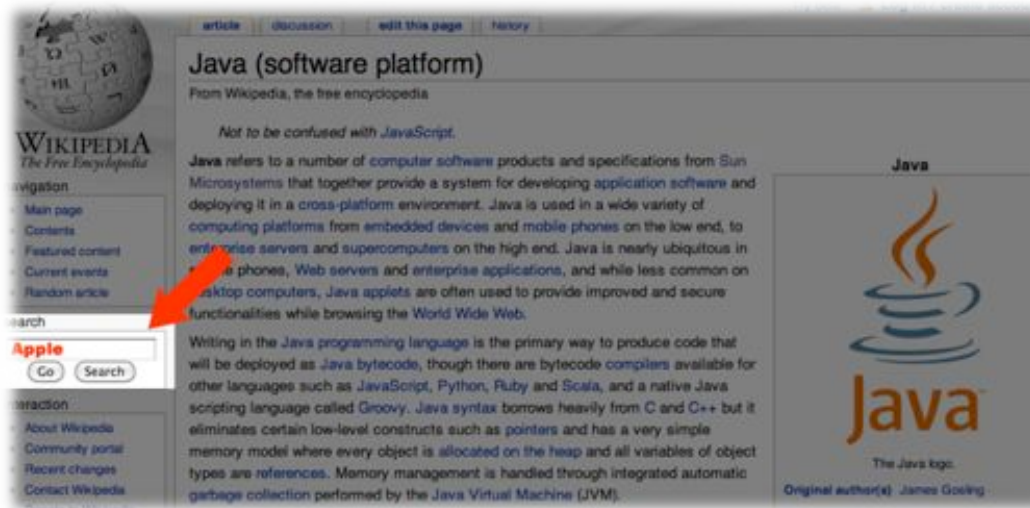 article discussion edit this page history
Java (software platform)
From Wikipedia, the free encyclopedia
Not to be confused with JavaScript.
WIKIPEDIA
The Free Encyclopedia
navigation
Main page
Contents
Featured content
Current events
Random article
search
Apple
Go Search
interaction
About Wikipedia
Community portal
Recent changes
Contact Wikipedia
Java refers to a number of computer software products and specifications from Sun
Microsystems that together provide a system for developing application software and
deploying it in a cross-platform environment. Java is used in a wide variety of
computing platforms from embedded devices and mobile phones on the low end, to
enterprise servers and supercomputers on the high end. Java is nearly ubiquitous in
phones, Web servers and enterprise applications, and while less common on
desktop computers, Java applets are often used to provide improved and secure
functionalities while browsing the World Wide Web.
Writing in the Java programming language is the primary way to produce code that
will be deployed as Java bytecode, though there are bytecode compilers available for
other languages such as JavaScript, Python, Ruby and Scala, and a native Java
scripting language called Groovy. Java syntax borrows heavily from C and C++ but it
eliminates certain low-level constructs such as pointers and has a very simple
memory model where every object is allocated on the heap and all variables of object
types are references. Memory management is handled through integrated automatic
garbage collection performed by the Java Virtual Machine (JVM).
Java
Java
The Java logo.
Original author(s) James Gosling